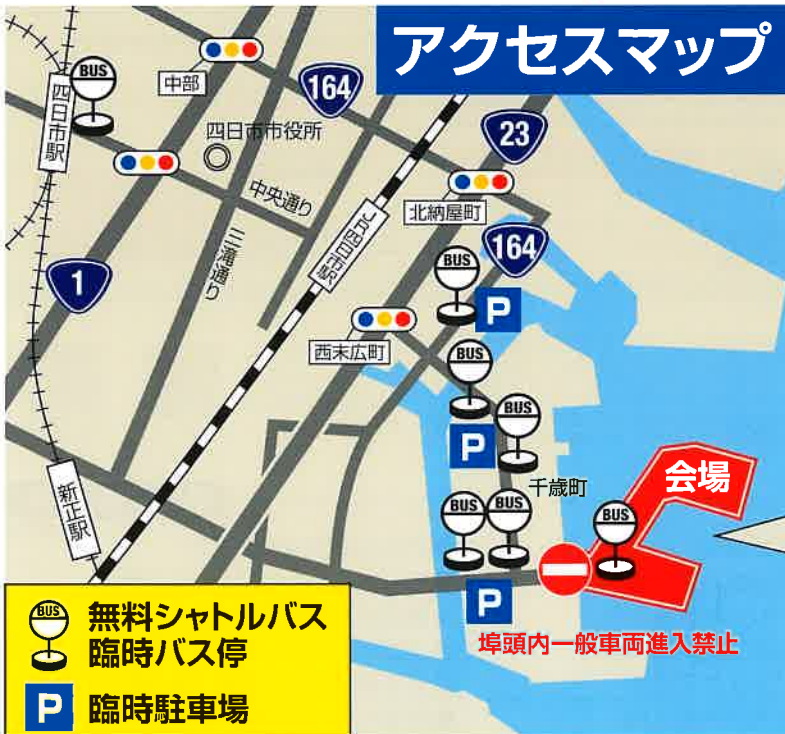 アクセスマップ
BUS
四日市駅
中部
164
四日市市役所
23
中央通り
北納屋町
三滝通り
JR四日市駅
164
1
BUS
P
西末広町
BUS
BUS
P
会場
千歳町
BUS
BUS
BUS
新正駅
P
埠頭内一般車両進入禁止
BUS
無料シャトルバス
臨時バス停
P
臨時駐車場